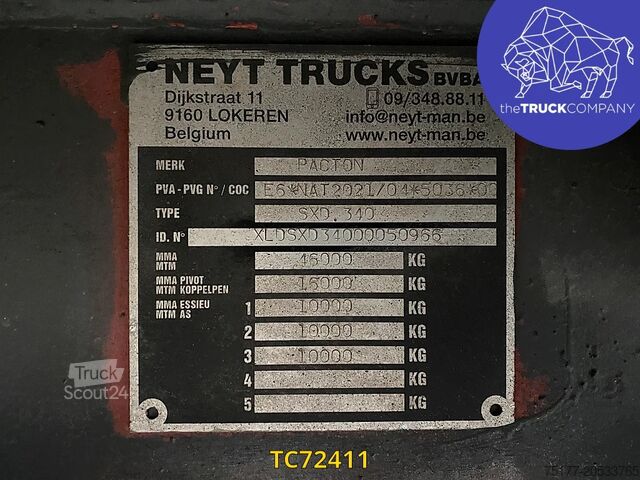 NEYT TRUCKS BVBA
Dijkstraat 11
09/348.88.11
9160 LOKEREN
info@neyt-man.be
Belgium
www.neyt-man.be
theTRUCKCOMPANY
MERK PACTON
PVA - PVG N° / COC E6*NAT2021/04*5036*03
TYPE SXD.340
ID. N° XLDSXD34000050966
MMA
MTM 46000 KG
MMA PIVOT
MTM KOPPELEN 16000 KG
MMA ESSIEU
MTM AS
1 10000 KG
2 10000 KG
3 10000 KG
4 KG
5 KG
Truck
Scout24
TC72411